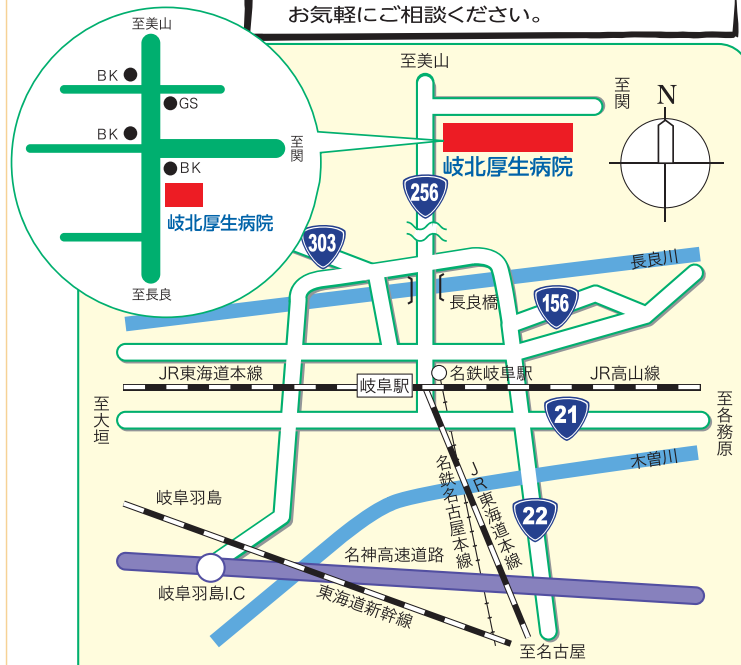 お気軽にご相談ください。
至美山
BK
GS
BK
至関
BK
岐北厚生病院
至長良
至美山
至関
N
岐北厚生病院
256
303
長良川
長良橋
156
JR東海道本線
岐阜駅
名鉄岐阜駅
JR高山線
至大垣
至各務原
21
木曽川
名鉄名古屋本線
JR東海道本線
22
岐阜羽島
名神高速道路
岐阜羽島I.C
東海道新幹線
至名古屋